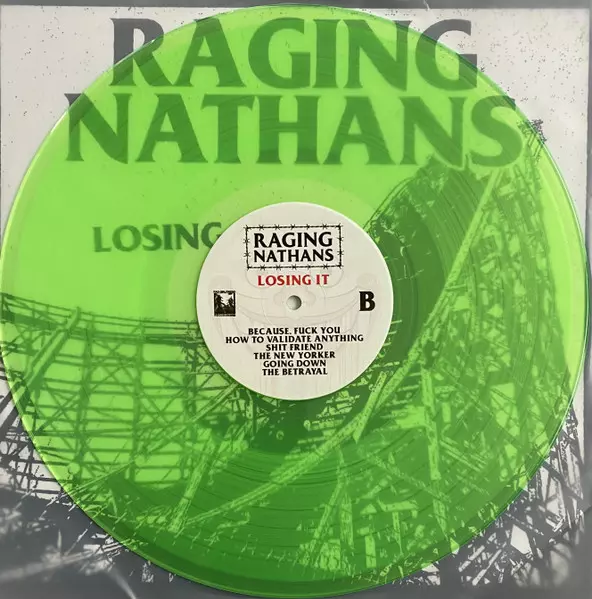 RAGING
NATHANS
LOSING
RAGING
NATHANS
LOSING IT
B
BECAUSE, FUCK YOU
HOW TO VALIDATE ANYTHING
SHIT FRIEND
THE NEW YORKER
GOING DOWN
THE BETRAYAL